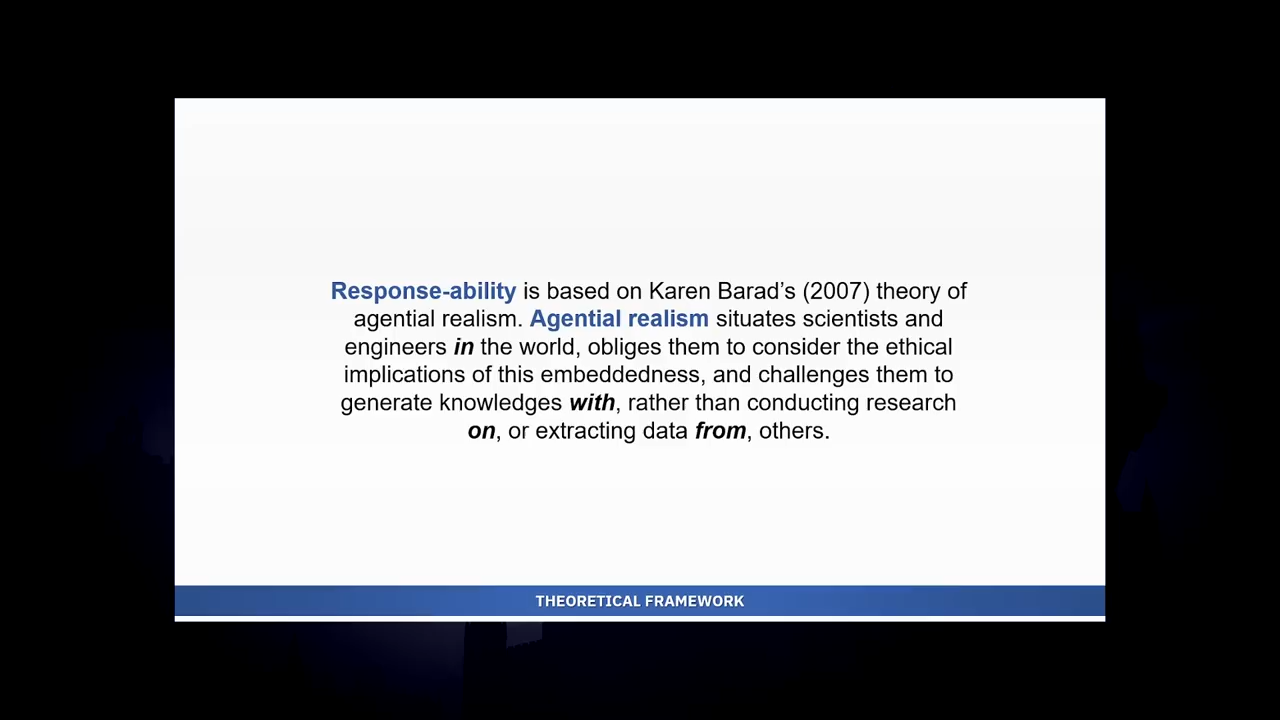 Response-ability is based on Karen Barad’s (2007) theory of
agential realism. Agential realism situates scientists and
engineers in the world, obliges them to consider the ethical
implications of this embeddedness, and challenges them to
generate knowledges with, rather than conducting research
on, or extracting data from, others.
THEORETICAL FRAMEWORK